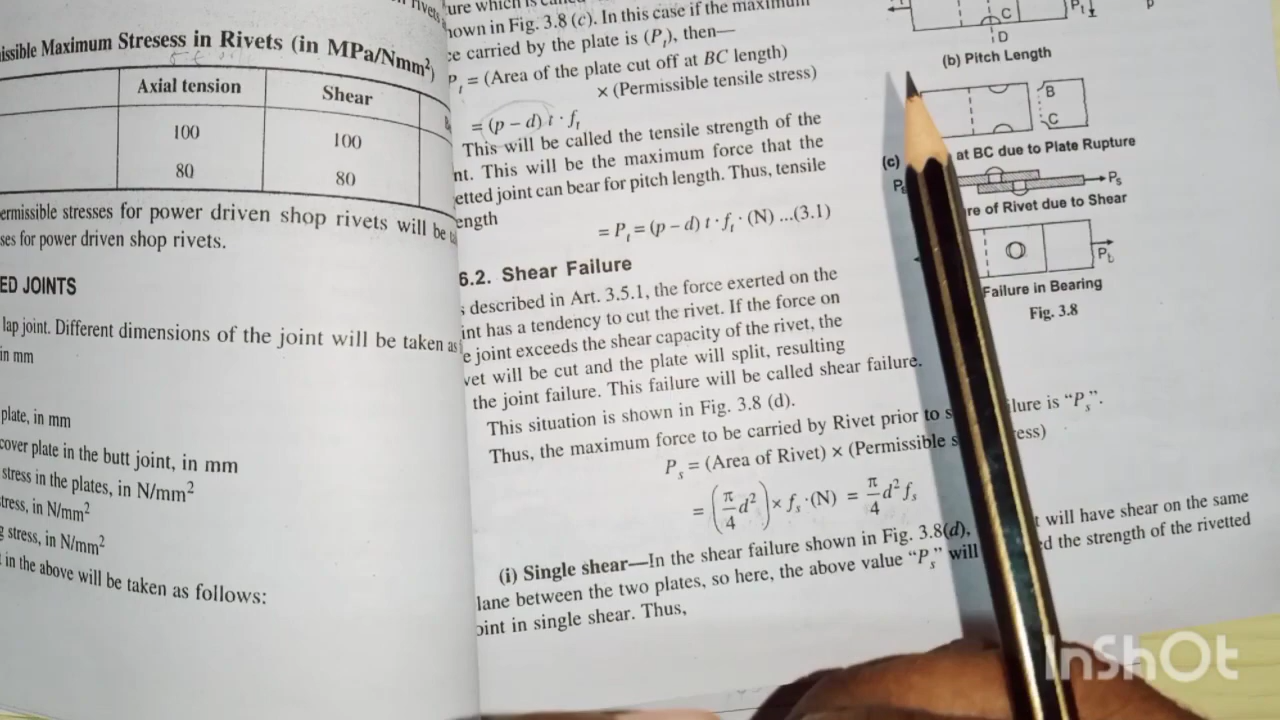 issible Maximum Stresess in Rivets (in MPa/Nmm²)
Axial tension
Shear
100
100
80
80
ermissible stresses for power driven shop rivets will be
ses for power driven shop rivets.
ED JOINTS
lap joint. Different dimensions of the joint will be taken as
in mm
plate, in mm
cover plate in the butt joint, in mm
stress in the plates, in N/mm²
tress, in N/mm²
g stress, in N/mm²
in the above will be taken as follows:
ure which is
hown in Fig. 3.8 (c). In this case if the maximum
ce carried by the plate is (Pₜ), then—
Pₜ = (Area of the plate cut off at BC length)
× (Permissible tensile stress)
= (p – d) t · fₜ
This will be called the tensile strength of the
nt. This will be the maximum force that the
etted joint can bear for pitch length. Thus, tensile
ength
= Pₜ = (p – d) t · fₜ · (N) ...(3.1)
6.2. Shear Failure
s described in Art. 3.5.1, the force exerted on the
int has a tendency to cut the rivet. If the force on
e joint exceeds the shear capacity of the rivet, the
vet will be cut and the plate will split, resulting
the joint failure. This failure will be called shear failure.
This situation is shown in Fig. 3.8 (d).
Thus, the maximum force to be carried by Rivet prior to s lure is “Pₛ”.
Pₛ = (Area of Rivet) × (Permissible s ess)
= (π/4 d²) × fₛ ·(N) = π/4 d² fₛ
(i) Single shear—In the shear failure shown in Fig. 3.8(d), t will have shear on the same
lane between the two plates, so here, the above value “Pₛ” will d the strength of the rivetted
oint in single shear. Thus,
C
P₁
p
D
(b) Pitch Length
B
C
(c) at BC due to Plate Rupture
Pₛ
re of Rivet due to Shear
P_b
Failure in Bearing
Fig. 3.8
InShOt